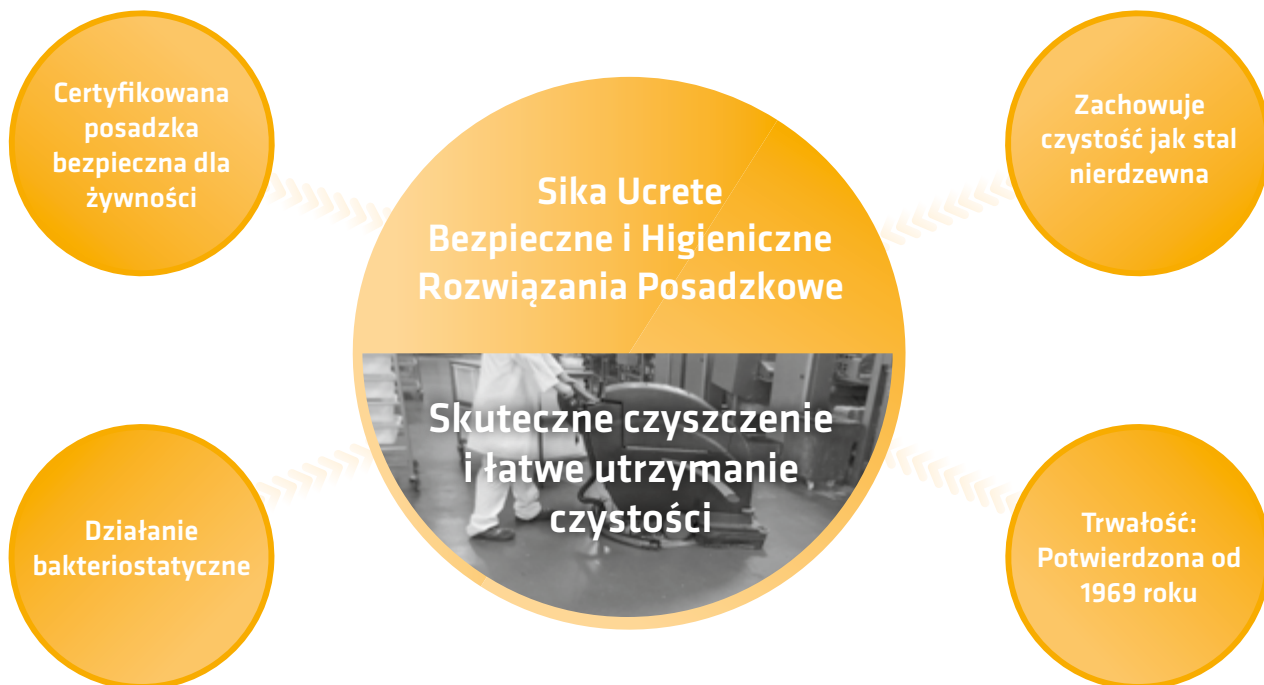 Certyfikowana
posadzka
bezpieczna dla
żywności
Zachowuje
czystość jak stal
nierdzewna
Sika Ucrete
Bezpieczne i Higieniczne
Rozwiązania Posadzkowe
Skuteczne czyszczenie
i łatwe utrzymanie
czystości
Działanie
bakteriostatyczne
Trwałość:
Potwierdzona od
1969 roku